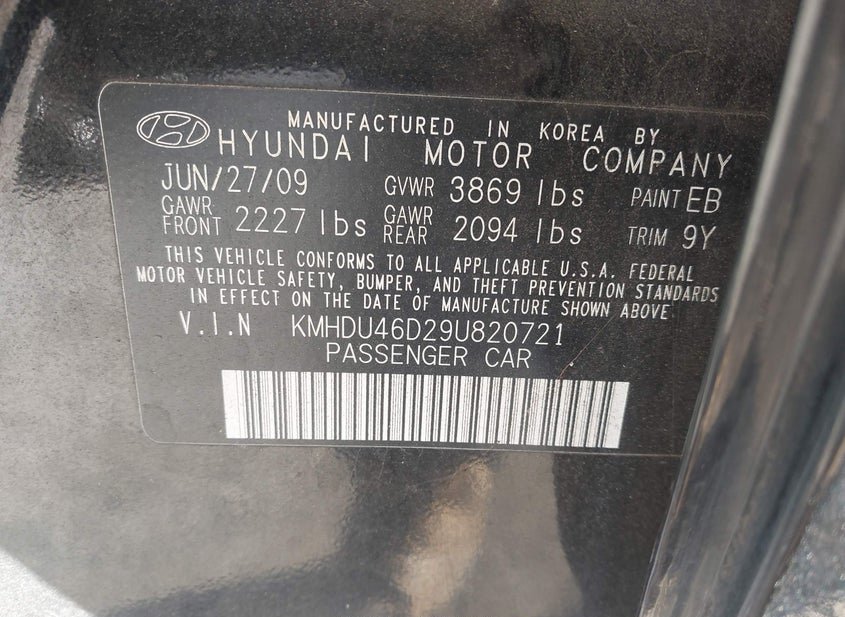 MANUFACTURED IN KOREA BY
HYUNDAI MOTOR COMPANY
JUN/27/09 GVWR 3869 lbs PAINT EB
GAWR FRONT 2227 lbs GAWR REAR 2094 lbs TRIM 9Y
THIS VEHICLE CONFORMS TO ALL APPLICABLE U.S.A. FEDERAL
MOTOR VEHICLE SAFETY, BUMPER, AND THEFT PREVENTION STANDARDS
IN EFFECT ON THE DATE OF MANUFACTURE SHOWN ABOVE.
V.I.N KMHDU46D29U820721
PASSENGER CAR